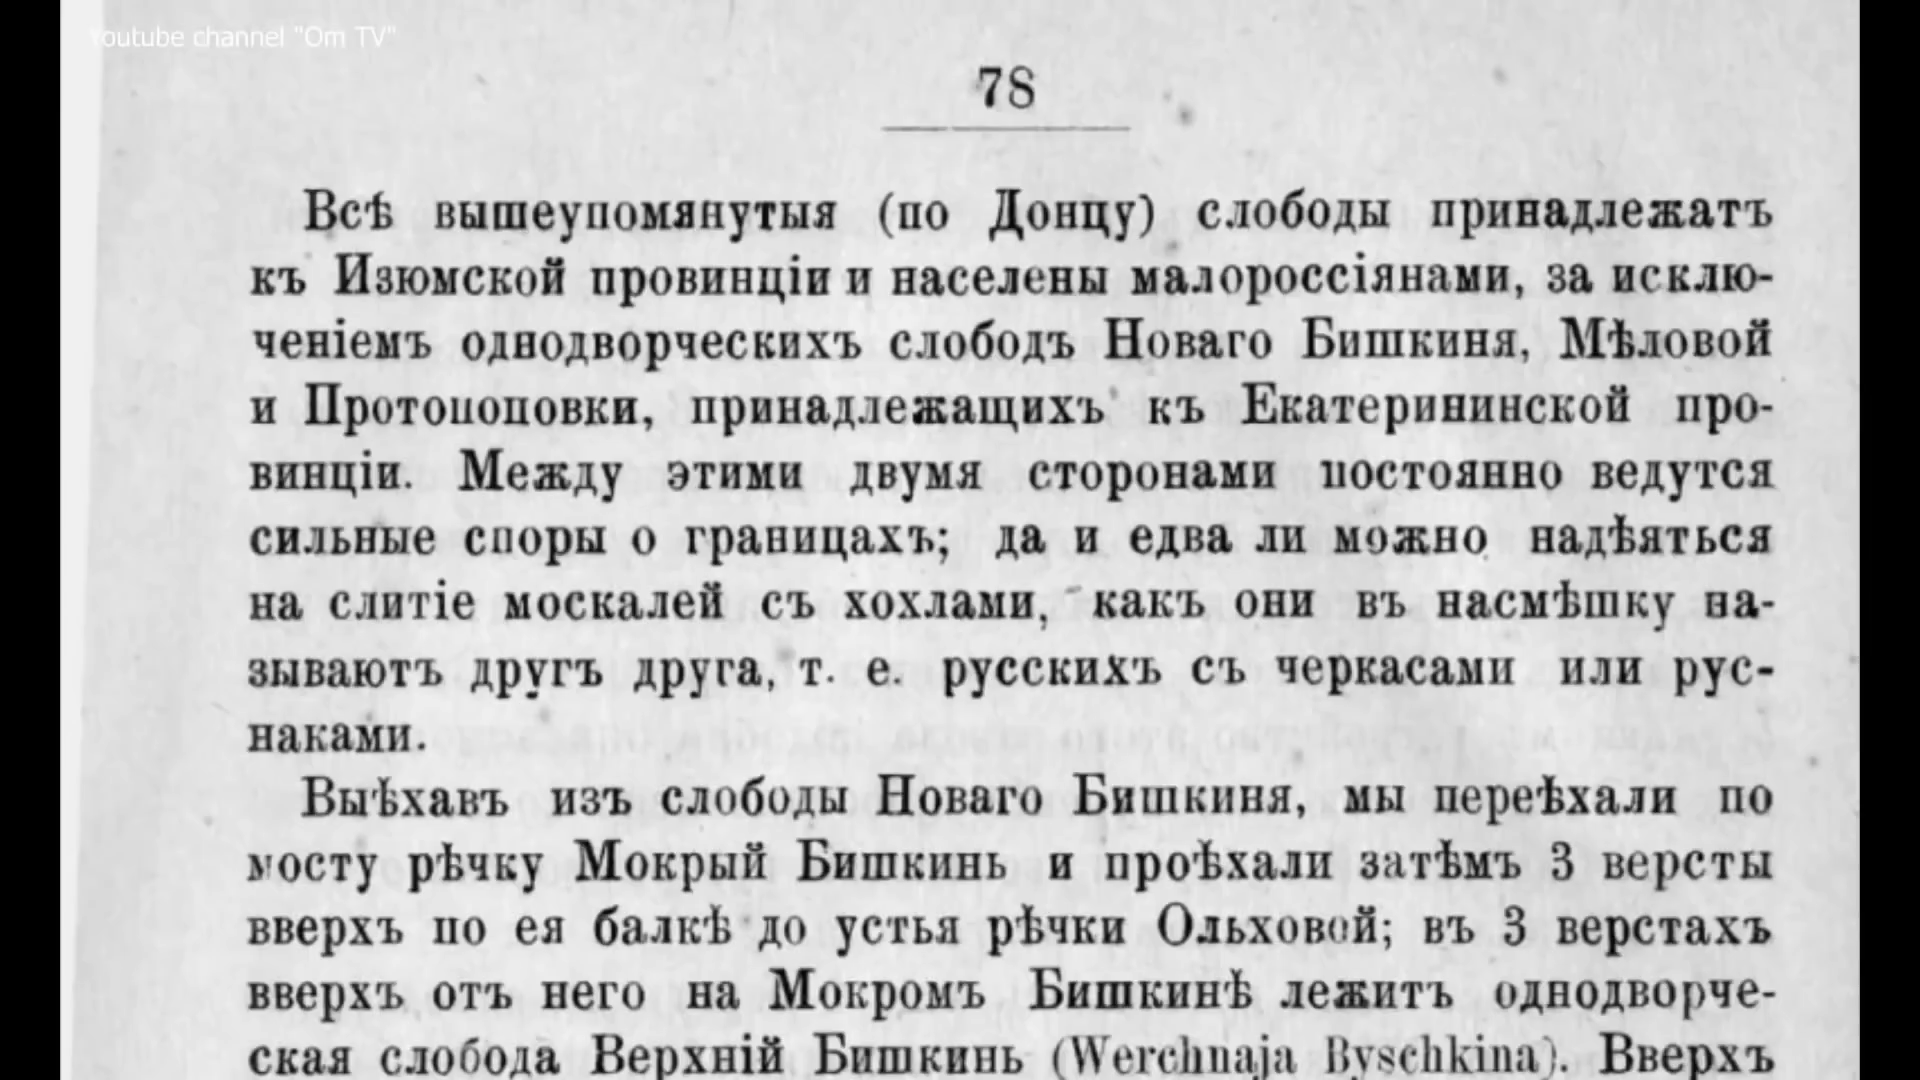 Youtube channel "Om TV"
78
Всѣ вышеупомянутыя (по Донцу) слободы принадлежатъ
къ Изюмской провинціи и населены малороссіянами, за исклю-
ченіемъ однодворческихъ слободъ Новаго Бишкиня, Мѣловой
и Протопоповки, принадлежащихъ къ Екатерининской про-
винціи. Между этими двумя сторонами постоянно ведутся
сильные споры о границахъ; да и едва ли можно надѣяться
на слитіе москалей съ хохлами, какъ они въ насмѣшку на-
зываютъ другъ друга, т. е. русскихъ съ черкасами или рус-
наками.
Выѣхавъ изъ слободы Новаго Бишкиня, мы переѣхали по
мосту рѣчку Мокрый Бишкинь и проѣхали затѣмъ 3 версты
вверхъ по ея балкѣ до устья рѣчки Ольховой; въ 3 верстахъ
вверхъ отъ него на Мокромъ Бишкинѣ лежитъ однодворче-
ская слобода Верхній Бишкинь (Werchnaja Byschkina). Вверхъ